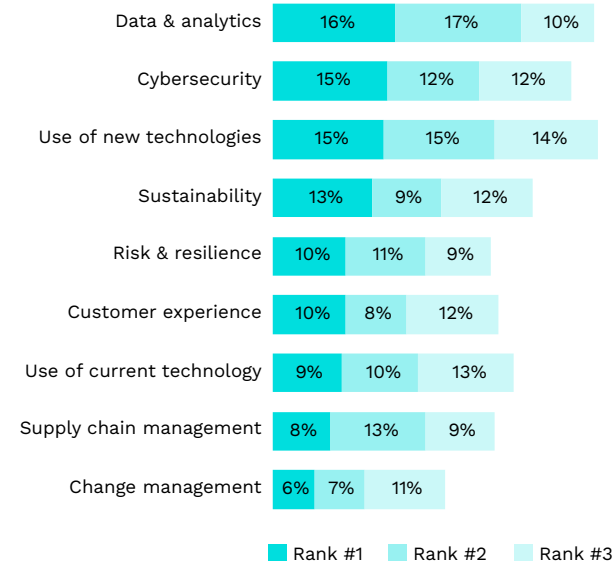 Data & analytics 16% 17% 10%
Cybersecurity 15% 12% 12%
Use of new technologies 15% 15% 14%
Sustainability 13% 9% 12%
Risk & resilience 10% 11% 9%
Customer experience 10% 8% 12%
Use of current technology 9% 10% 13%
Supply chain management 8% 13% 9%
Change management 6% 7% 11%
Rank #1 Rank #2 Rank #3